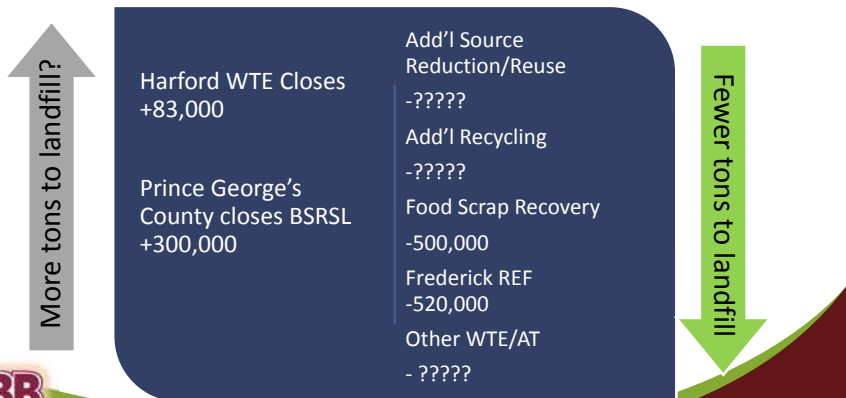 More tons to landfill?
Harford WTE Closes
+83,000
Prince George's
County closes BSRSL
+300,000
Add'l Source
Reduction/Reuse
-?????
Add'l Recycling
-?????
Food Scrap Recovery
-500,000
Frederick REF
-520,000
Other WTE/AT
- ?????
Fewer tons to landfill